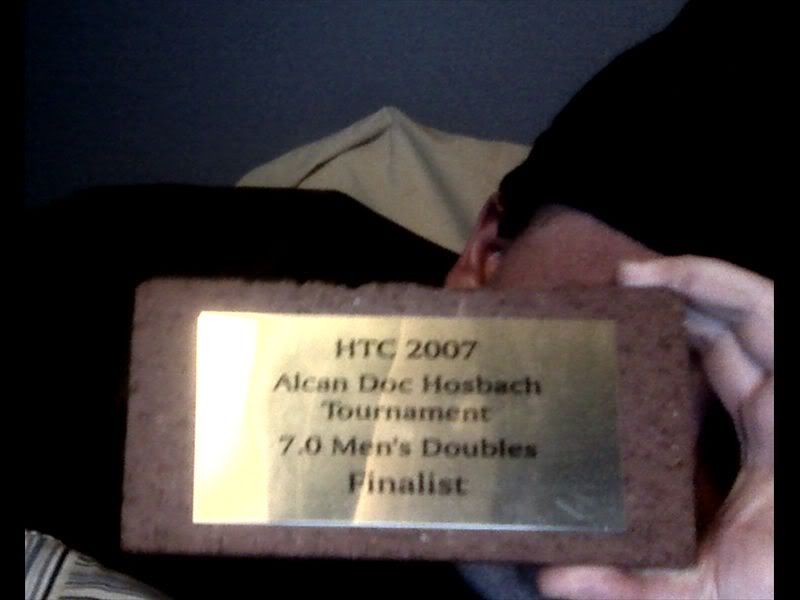 HTC 2007
Alcan Doc Hosbach
Tournament
7.0 Men's Doubles
Finalist